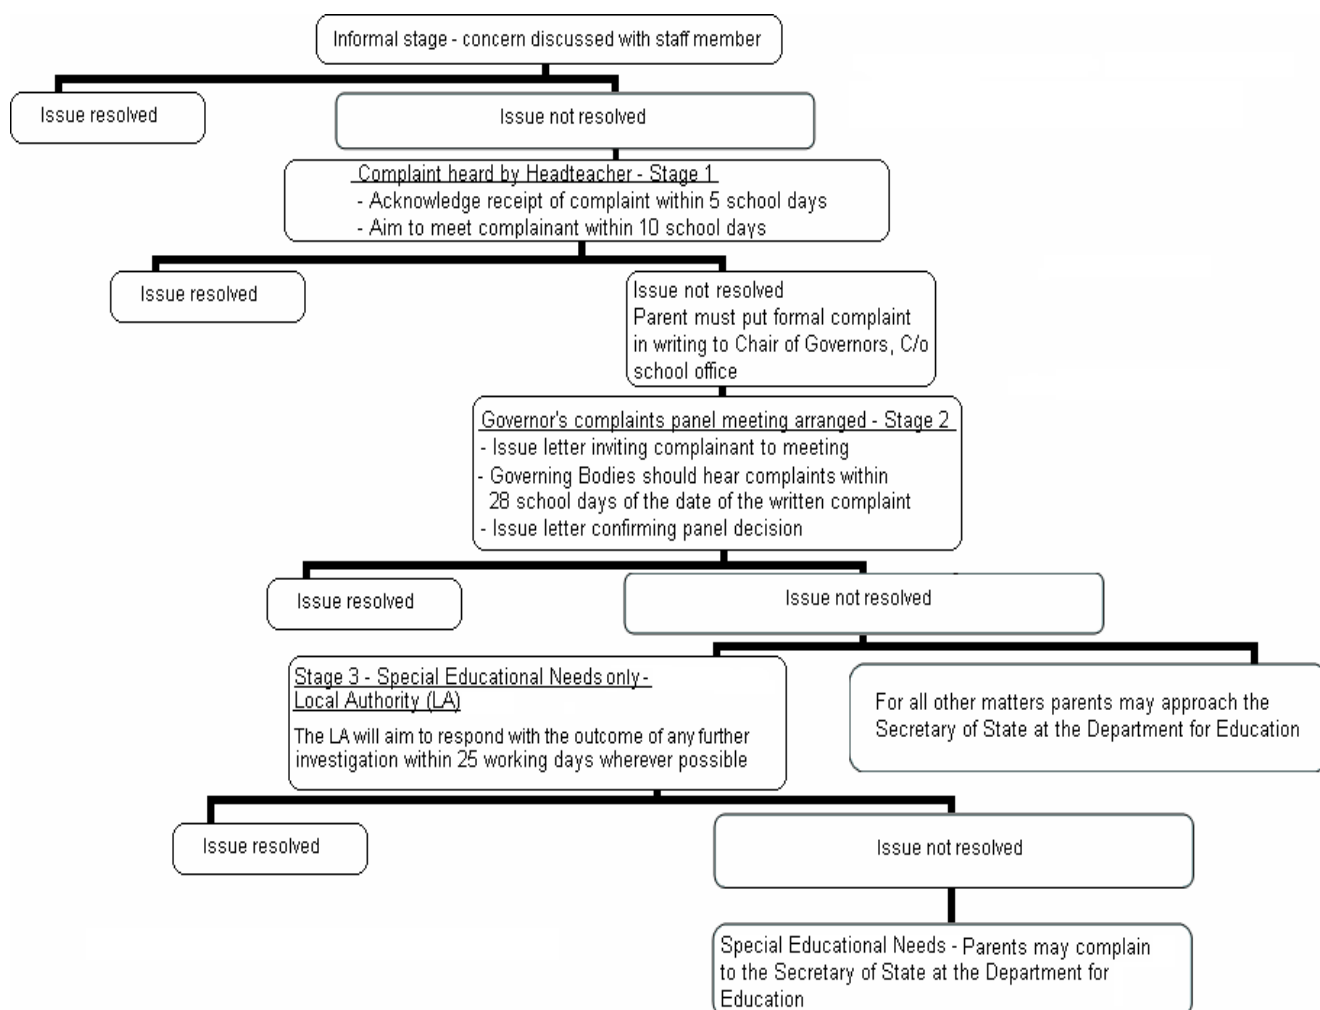 Informal stage - concern discussed with staff member
Issue resolved
Issue not resolved
Complaint heard by Headteacher - Stage 1
- Acknowledge receipt of complaint within 5 school days
- Aim to meet complainant within 10 school days
Issue resolved
Issue not resolved
Parent must put formal complaint
in writing to Chair of Governors, C/o
school office
Governor's complaints panel meeting arranged - Stage 2
- Issue letter inviting complainant to meeting
- Governing Bodies should hear complaints within
28 school days of the date of the written complaint
- Issue letter confirming panel decision
Issue resolved
Issue not resolved
Stage 3 - Special Educational Needs only -
Local Authority (LA)
The LA will aim to respond with the outcome of any further
investigation within 25 working days wherever possible
For all other matters parents may approach the
Secretary of State at the Department for Education
Issue resolved
Issue not resolved
Special Educational Needs - Parents may complain
to the Secretary of State at the Department for
Education